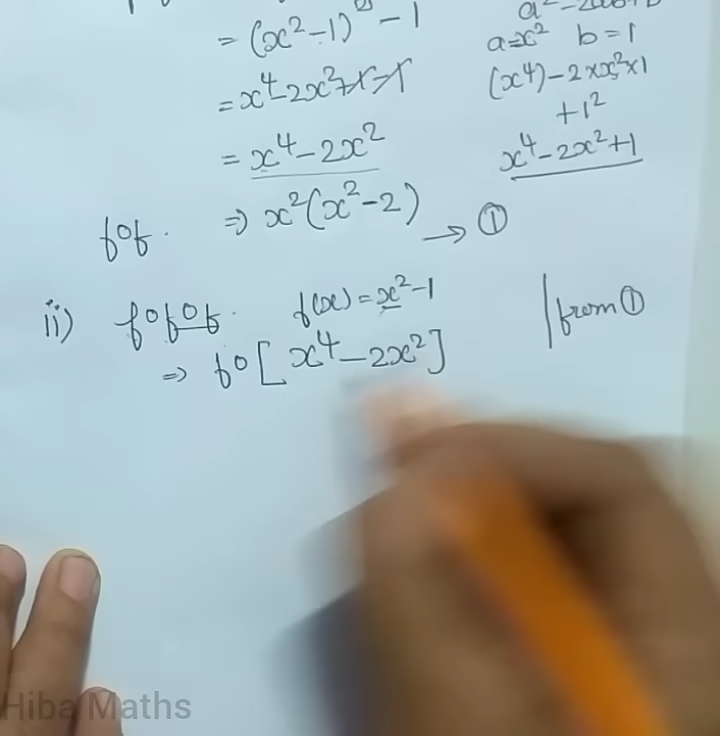 = (x²-1)² - 1
a=x² b=1
= x⁴-2x²+1-1
(x⁴)-2×x²×1
+1²
= x⁴-2x²
x⁴-2x²+1
fof. ⇒ x²(x²-2) → ①
ii) fofof. f(x)=x²-1 | from ①
⇒ fo[x⁴-2x²]
Hiba Maths